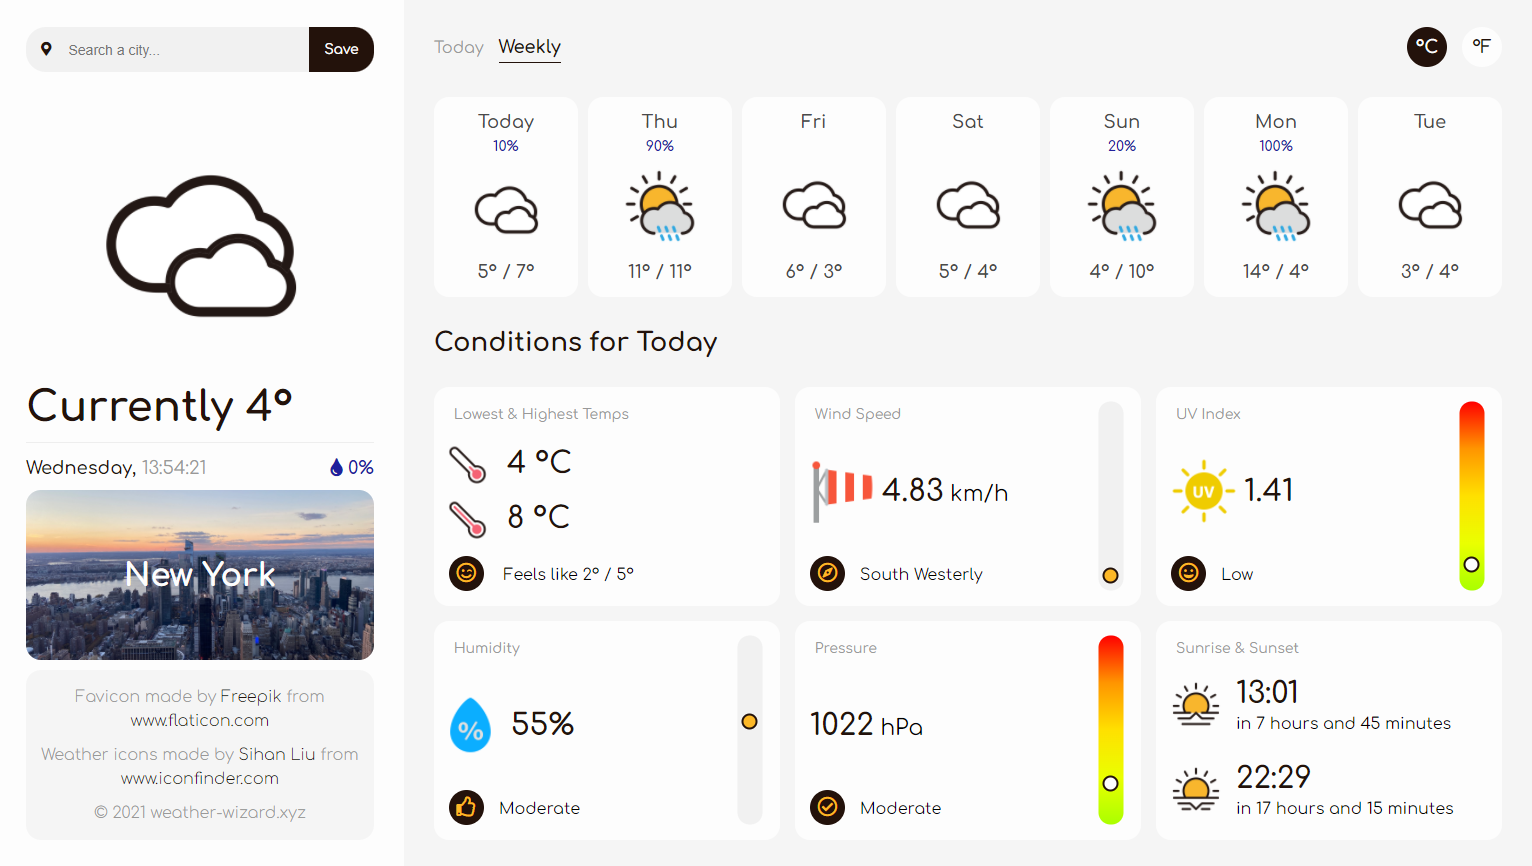 Search a city...
Save
Currently 4°
Wednesday, 13:54:21
0%
New York
Favicon made by Freepik from
www.flaticon.com
Weather icons made by Sihan Liu from
www.iconfinder.com
© 2021 weather-wizard.xyz
Today Weekly
°C °F
Today
10%
5° / 7°
Thu
90%
11° / 11°
Fri
6° / 3°
Sat
5° / 4°
Sun
20%
4° / 10°
Mon
100%
14° / 4°
Tue
3° / 4°
Conditions for Today
Lowest & Highest Temps
4 °C
8 °C
Feels like 2° / 5°
Wind Speed
4.83 km/h
South Westerly
UV Index
UV
1.41
Low
Humidity
%
55%
Moderate
Pressure
1022 hPa
Moderate
Sunrise & Sunset
13:01
in 7 hours and 45 minutes
22:29
in 17 hours and 15 minutes